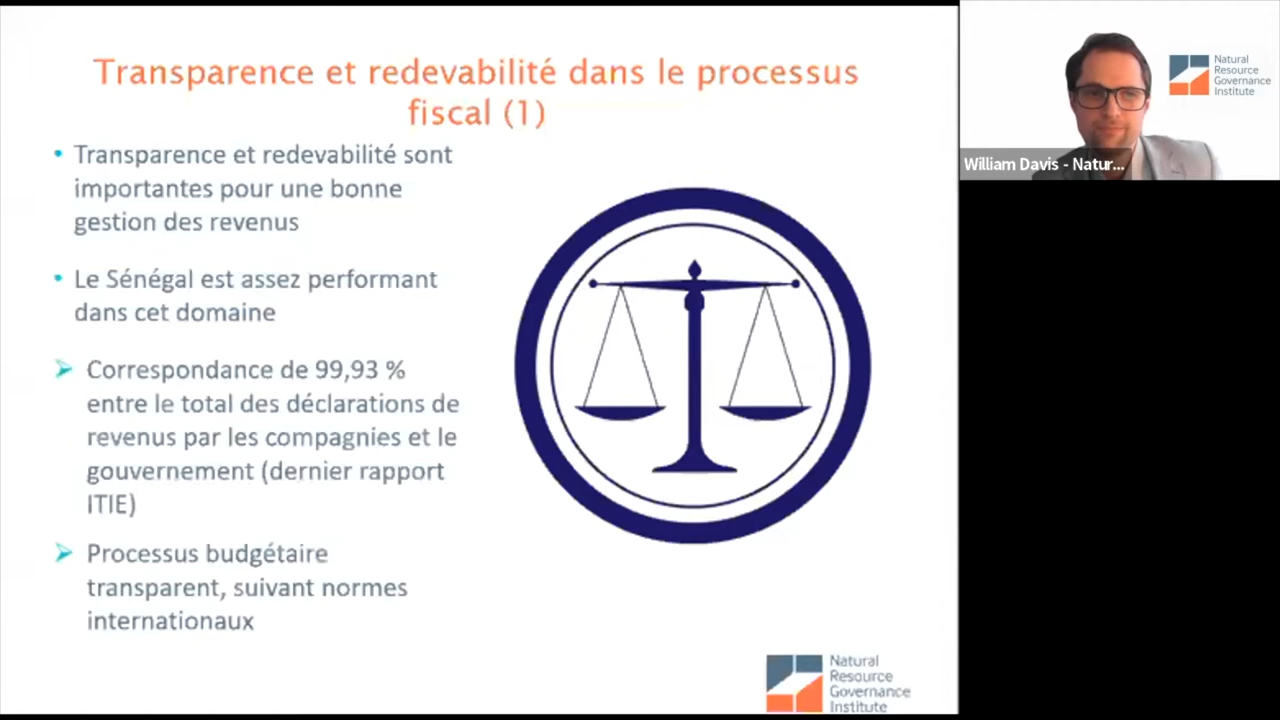 Transparence et redevabilité dans le processus
fiscal (1)
• Transparence et redevabilité sont
importantes pour une bonne
gestion des revenus
• Le Sénégal est assez performant
dans cet domaine
➢ Correspondance de 99,93 %
entre le total des déclarations de
revenus par les compagnies et le
gouvernement (dernier rapport
ITIE)
➢ Processus budgétaire
transparent, suivant normes
internationaux
Natural
Resource
Governance
Institute
Natural
Resource
Governance
Institute
William Davis - Natur...